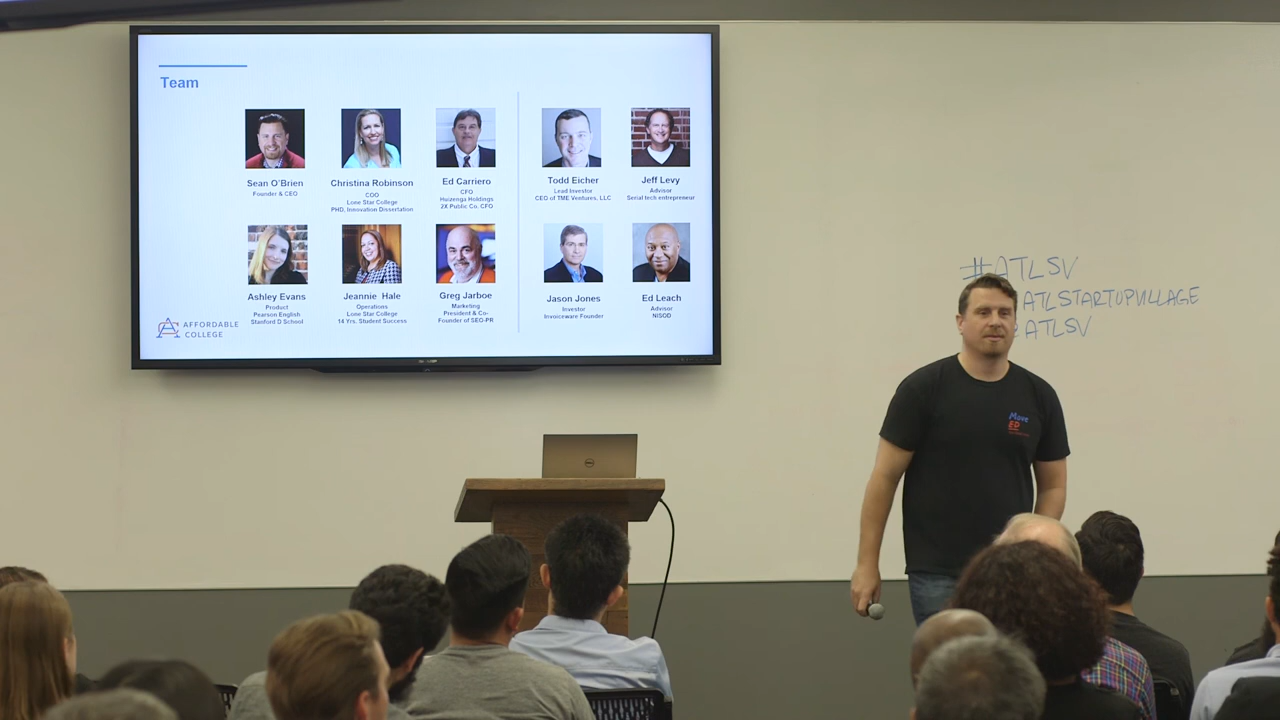 Team
Sean O'Brien
Founder & CEO
Christina Robinson
COO
Lone Star College
PHD, Innovation Dissertation
Ed Carriero
CFO
Huizenga Holdings
2X Public Co. CFO
Todd Eicher
Lead Investor
CEO of TME Ventures, LLC
Jeff Levy
Advisor
Serial tech entrepreneur
Ashley Evans
Product
Pearson English
Stanford D School
Jeannie Hale
Operations
Lone Star College
14 Yrs. Student Success
Greg Jarboe
Marketing
President & Co-
Founder of SEO-PR
Jason Jones
Investor
Invoiceware Founder
Ed Leach
Advisor
NISOD
AFFORDABLE
COLLEGE
#ATLSV
ATLSTARTUPVILLAGE
ATLSV
Move
ED
DELL